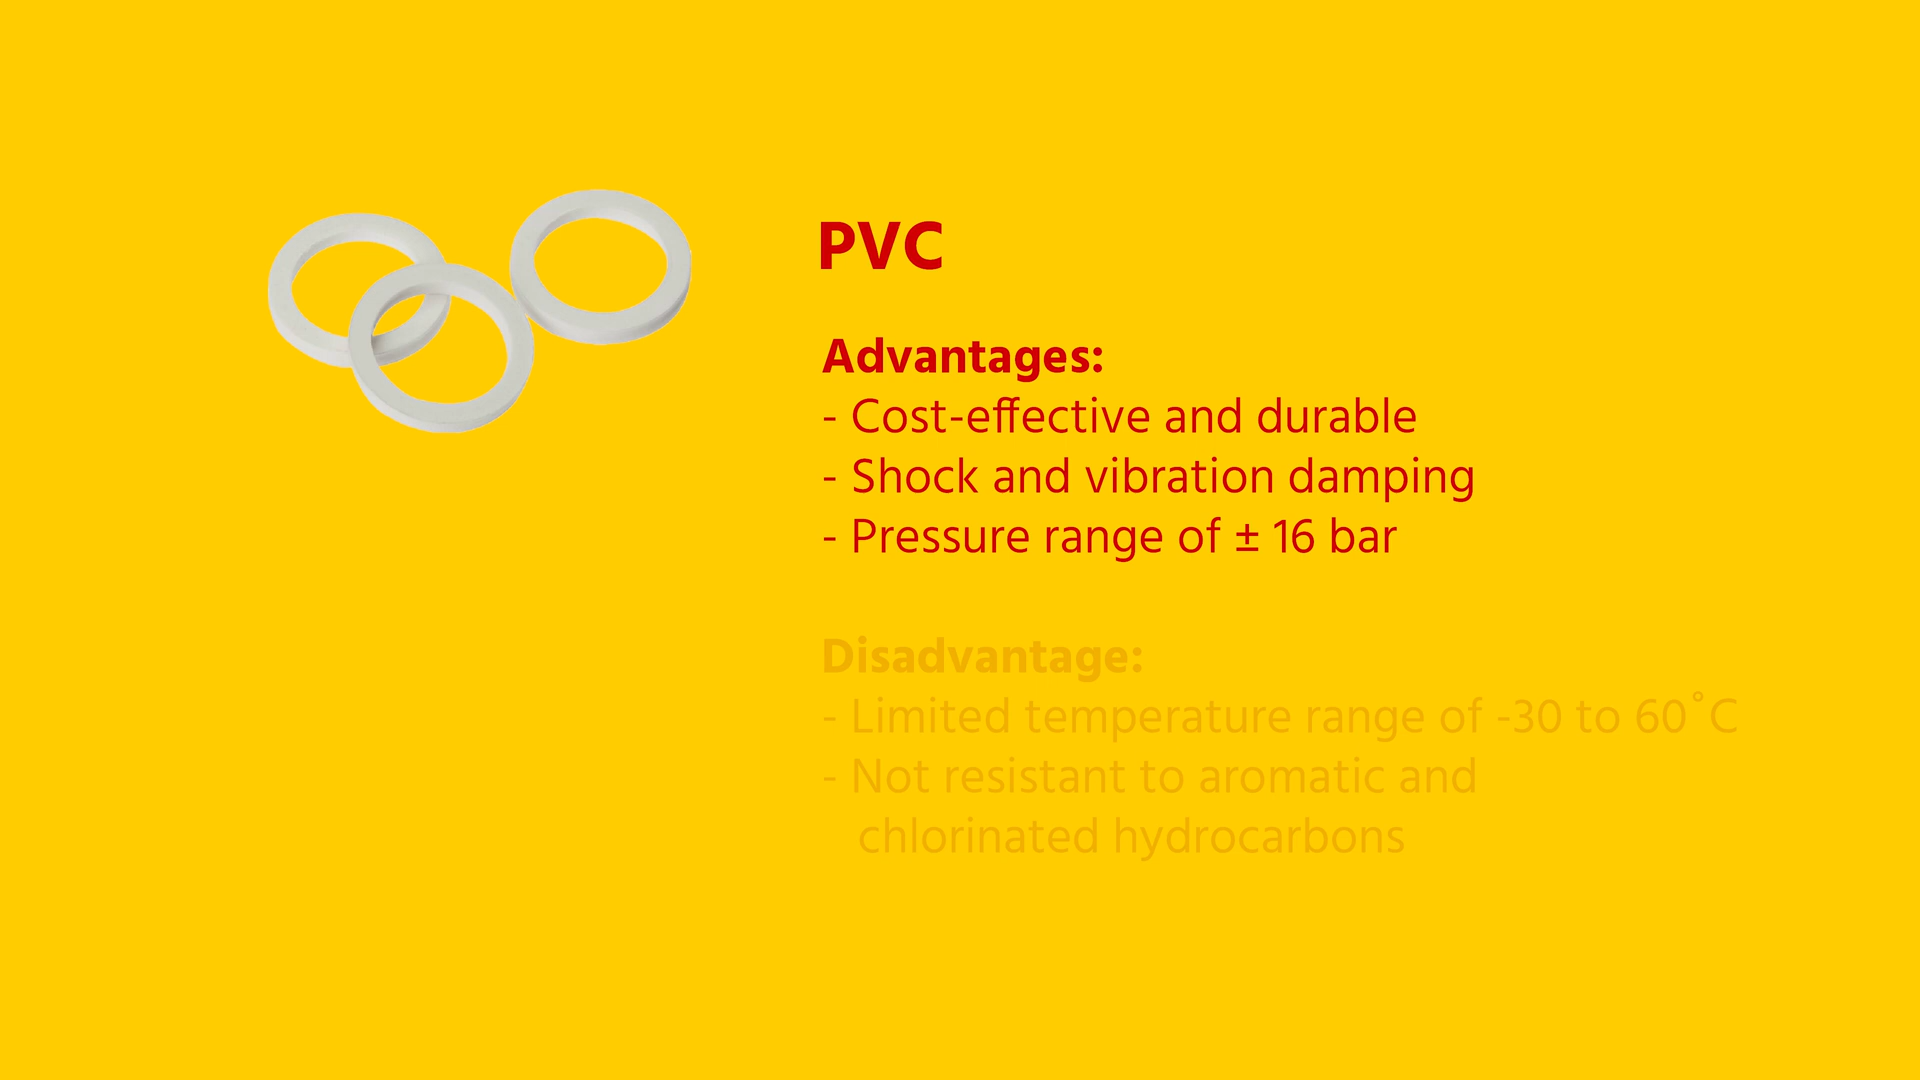 PVC
Advantages:
- Cost-effective and durable
- Shock and vibration damping
- Pressure range of ± 16 bar
Disadvantage:
- Limited temperature range of -30 to 60˚C
- Not resistant to aromatic and
chlorinated hydrocarbons